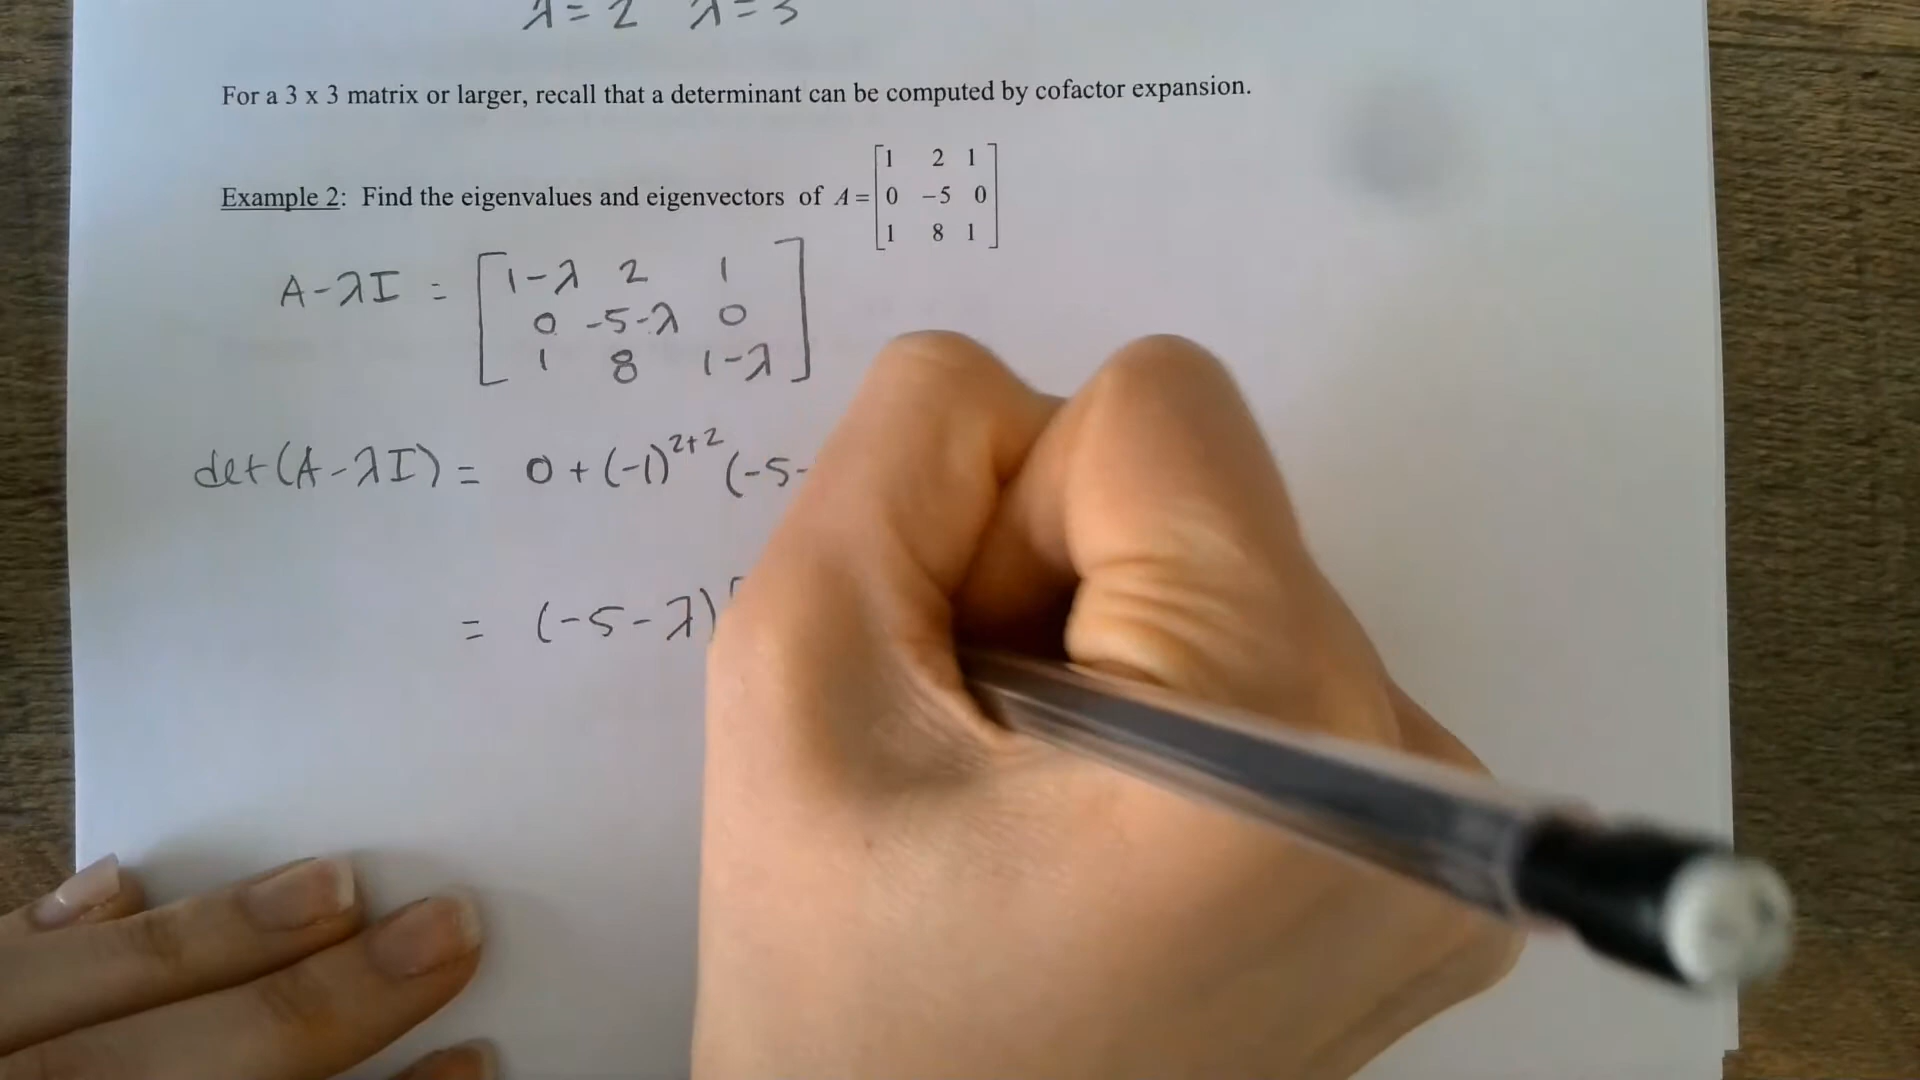 λ = 2 λ = 3
For a 3 x 3 matrix or larger, recall that a determinant can be computed by cofactor expansion.
Example 2: Find the eigenvalues and eigenvectors of A = [1 2 1
0 −5 0
1 8 1]
A-λI = [1-λ 2 1
0 -5-λ 0
1 8 1-λ]
det(A-λI) = 0 + (-1)^2+2 (-5-
= (-5-λ)[